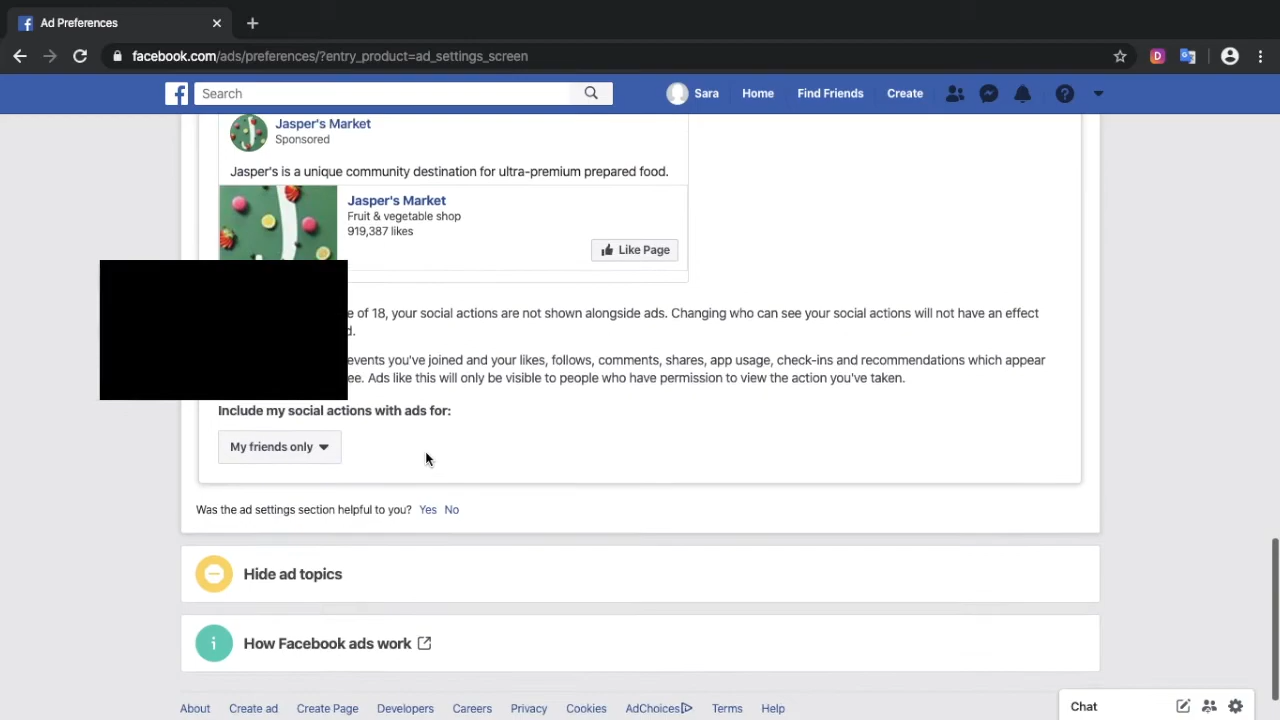 Ad Preferences
facebook.com/ads/preferences/?entry_product=ad_settings_screen
Search
Sara
Home
Find Friends
Create
Jasper's Market
Sponsored
Jasper's is a unique community destination for ultra-premium prepared food.
Jasper's Market
Fruit & vegetable shop
919,387 likes
Like Page
of 18, your social actions are not shown alongside ads. Changing who can see your social actions will not have an effect
events you've joined and your likes, follows, comments, shares, app usage, check-ins and recommendations which appear
Ads like this will only be visible to people who have permission to view the action you've taken.
Include my social actions with ads for:
My friends only
Was the ad settings section helpful to you? Yes No
Hide ad topics
How Facebook ads work
About Create ad Create Page Developers Careers Privacy Cookies AdChoices Terms Help
Chat